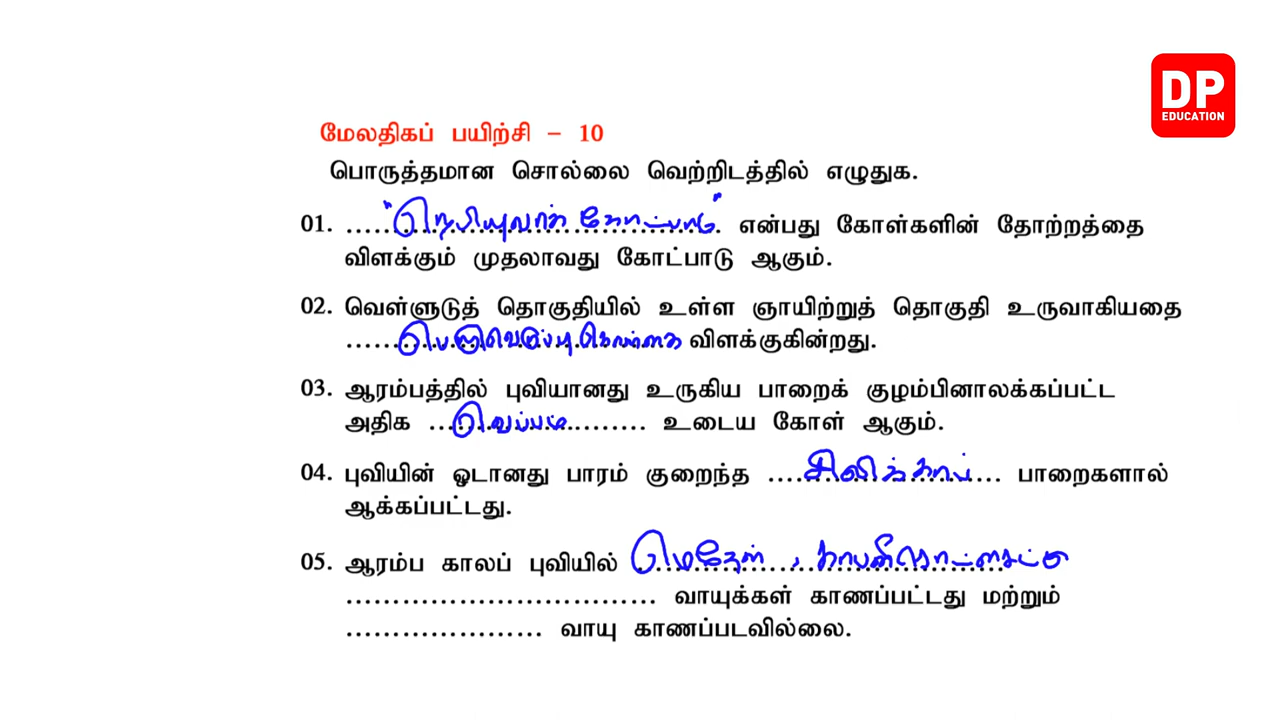 DP
EDUCATION
மேலதிகப் பயிற்சி – 10
பொருத்தமான சொல்லை வெற்றிடத்தில் எழுதுக.
01. ...."நெபியுலாக் கோட்பாடு". என்பது கோள்களின் தோற்றத்தை
விளக்கும் முதலாவது கோட்பாடு ஆகும்.
02. வெள்ளுடுத் தொகுதியில் உள்ள ஞாயிற்றுத் தொகுதி உருவாகியதை
.....பெருவெடிப்பு கொள்கை விளக்குகின்றது.
03. ஆரம்பத்தில் புவியானது உருகிய பாறைக் குழம்பினாலக்கப்பட்ட
அதிக ...வெப்பம்......... உடைய கோள் ஆகும்.
04. புவியின் ஓடானது பாரம் குறைந்த ....சிலிக்காப்... பாறைகளால்
ஆக்கப்பட்டது.
05. ஆரம்ப காலப் புவியில் மெதேன் , காபனீரொட்சைட்டு
................................ வாயுக்கள் காணப்பட்டது மற்றும்
..................... வாயு காணப்படவில்லை.